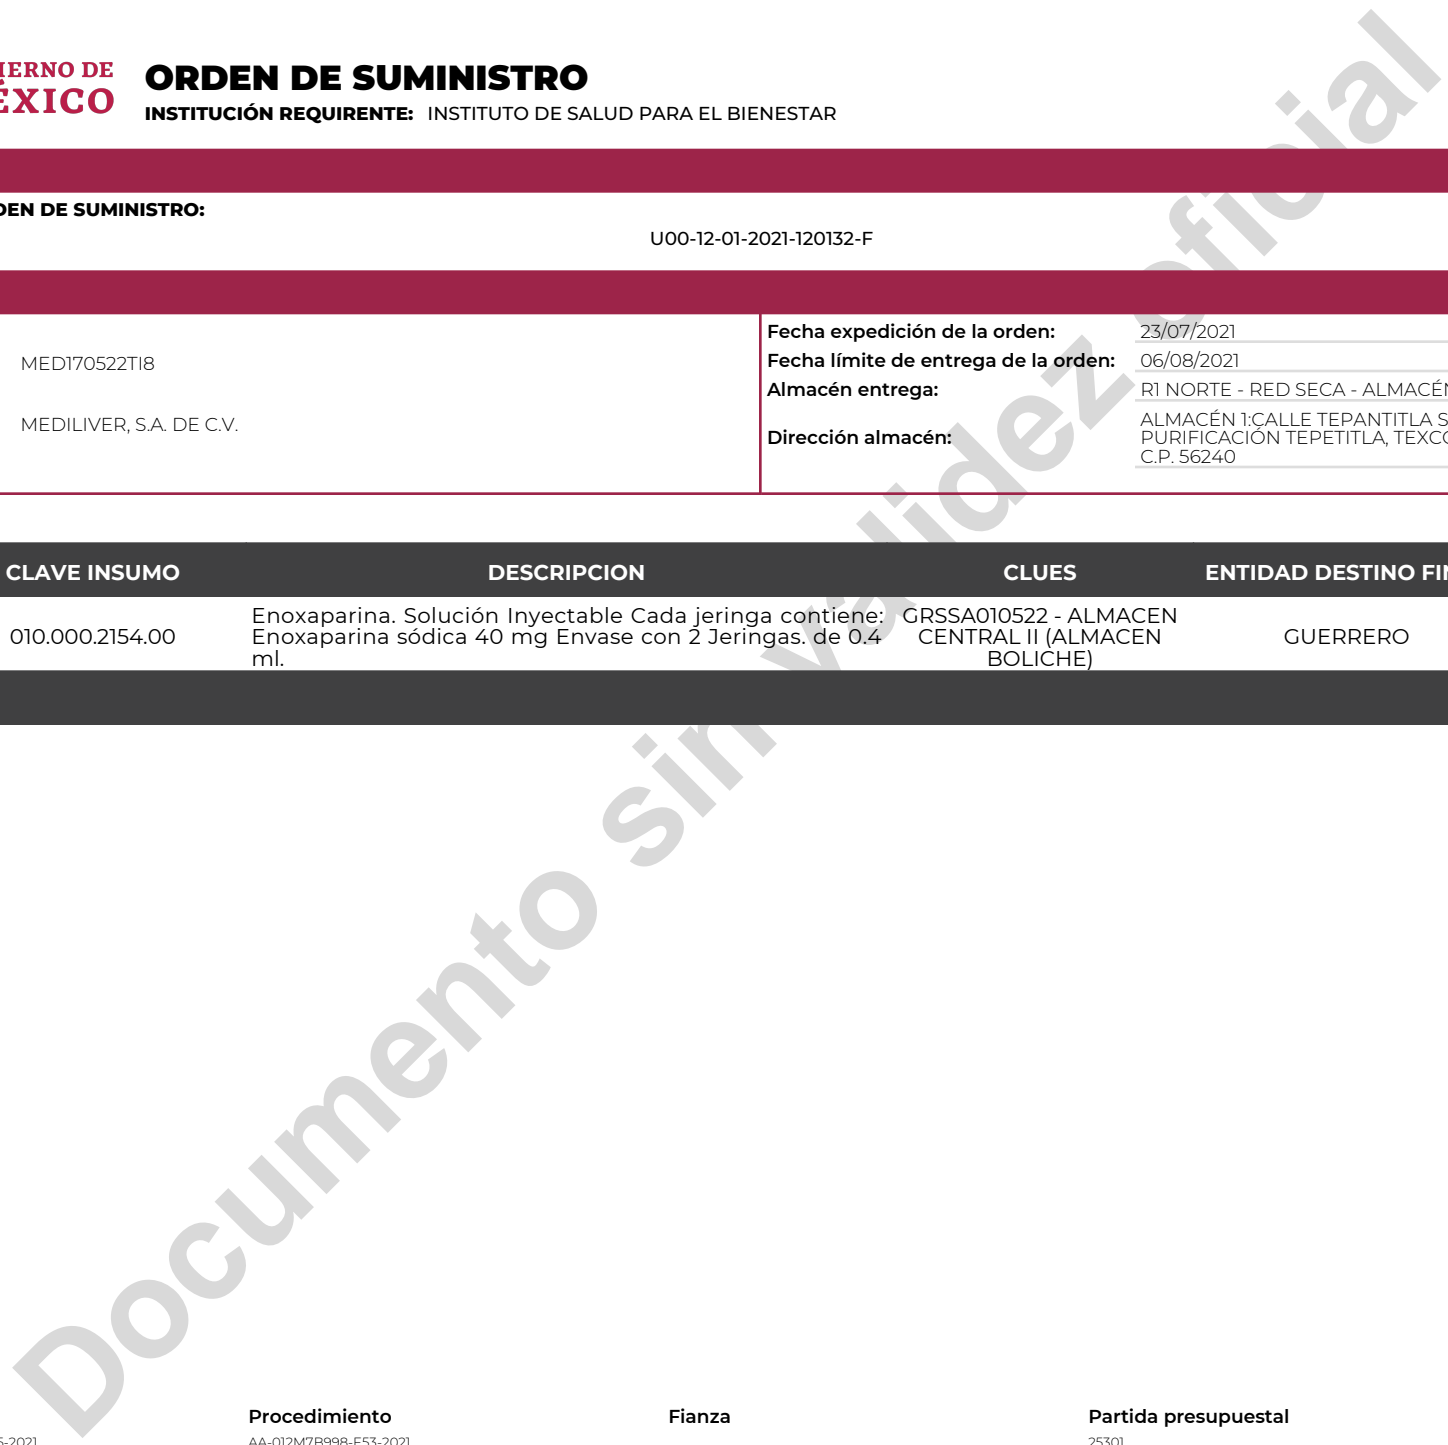 IERNO DE
ÉXICO
ORDEN DE SUMINISTRO
INSTITUCIÓN REQUIRENTE: INSTITUTO DE SALUD PARA EL BIENESTAR
DEN DE SUMINISTRO:
U00-12-01-2021-120132-F
MED170522TI8
MEDILIVER, S.A. DE C.V.
Fecha expedición de la orden: 23/07/2021
Fecha límite de entrega de la orden: 06/08/2021
Almacén entrega: R1 NORTE - RED SECA - ALMACÉN
Dirección almacén: ALMACÉN 1:CALLE TEPANTITLA S
PURIFICACIÓN TEPETITLA, TEXCO
C.P. 56240
CLAVE INSUMO DESCRIPCION CLUES ENTIDAD DESTINO FIN
010.000.2154.00
Enoxaparina. Solución Inyectable Cada jeringa contiene:
Enoxaparina sódica 40 mg Envase con 2 Jeringas. de 0.4
ml.
GRSSA010522 - ALMACEN
CENTRAL II (ALMACEN
BOLICHE)
GUERRERO
Documento sin validez oficial
Procedimiento Fianza Partida presupuestal
-2021 AA-012M7B998-E53-2021 25301